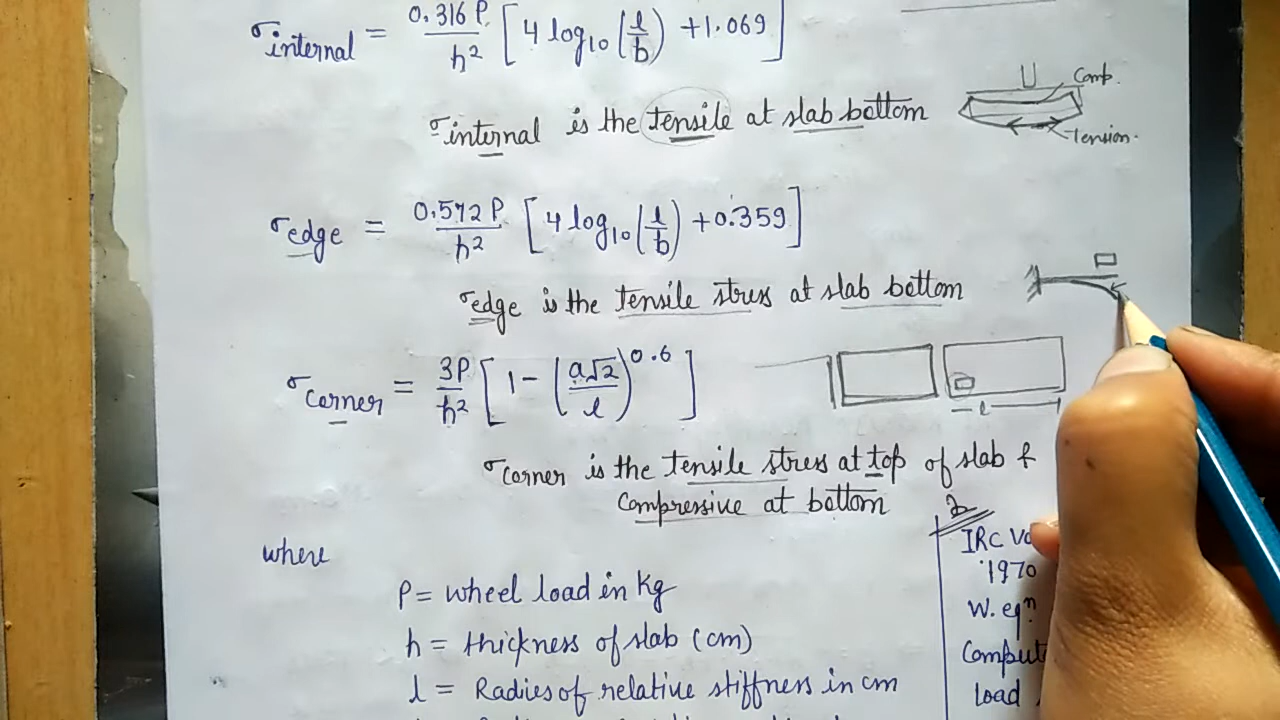 σinternal = 0.316 P/h² [4 log₁₀(l/b) + 1.069]
Comb.
σinternal is the tensile at slab bottom
Tension.
σedge = 0.572 P/h² [4 log₁₀(l/b) + 0.359]
σedge is the tensile stress at slab bottom
σcorner = 3P/h² [1 - (a√2/l)^0.6]
l
σcorner is the tensile stress at top of slab &
Compressive at bottom
where
IRC
1970
P = wheel load in Kg
W. eqⁿ
h = thickness of slab (cm)
Comput
l = Radies of relative stiffness in cm
load